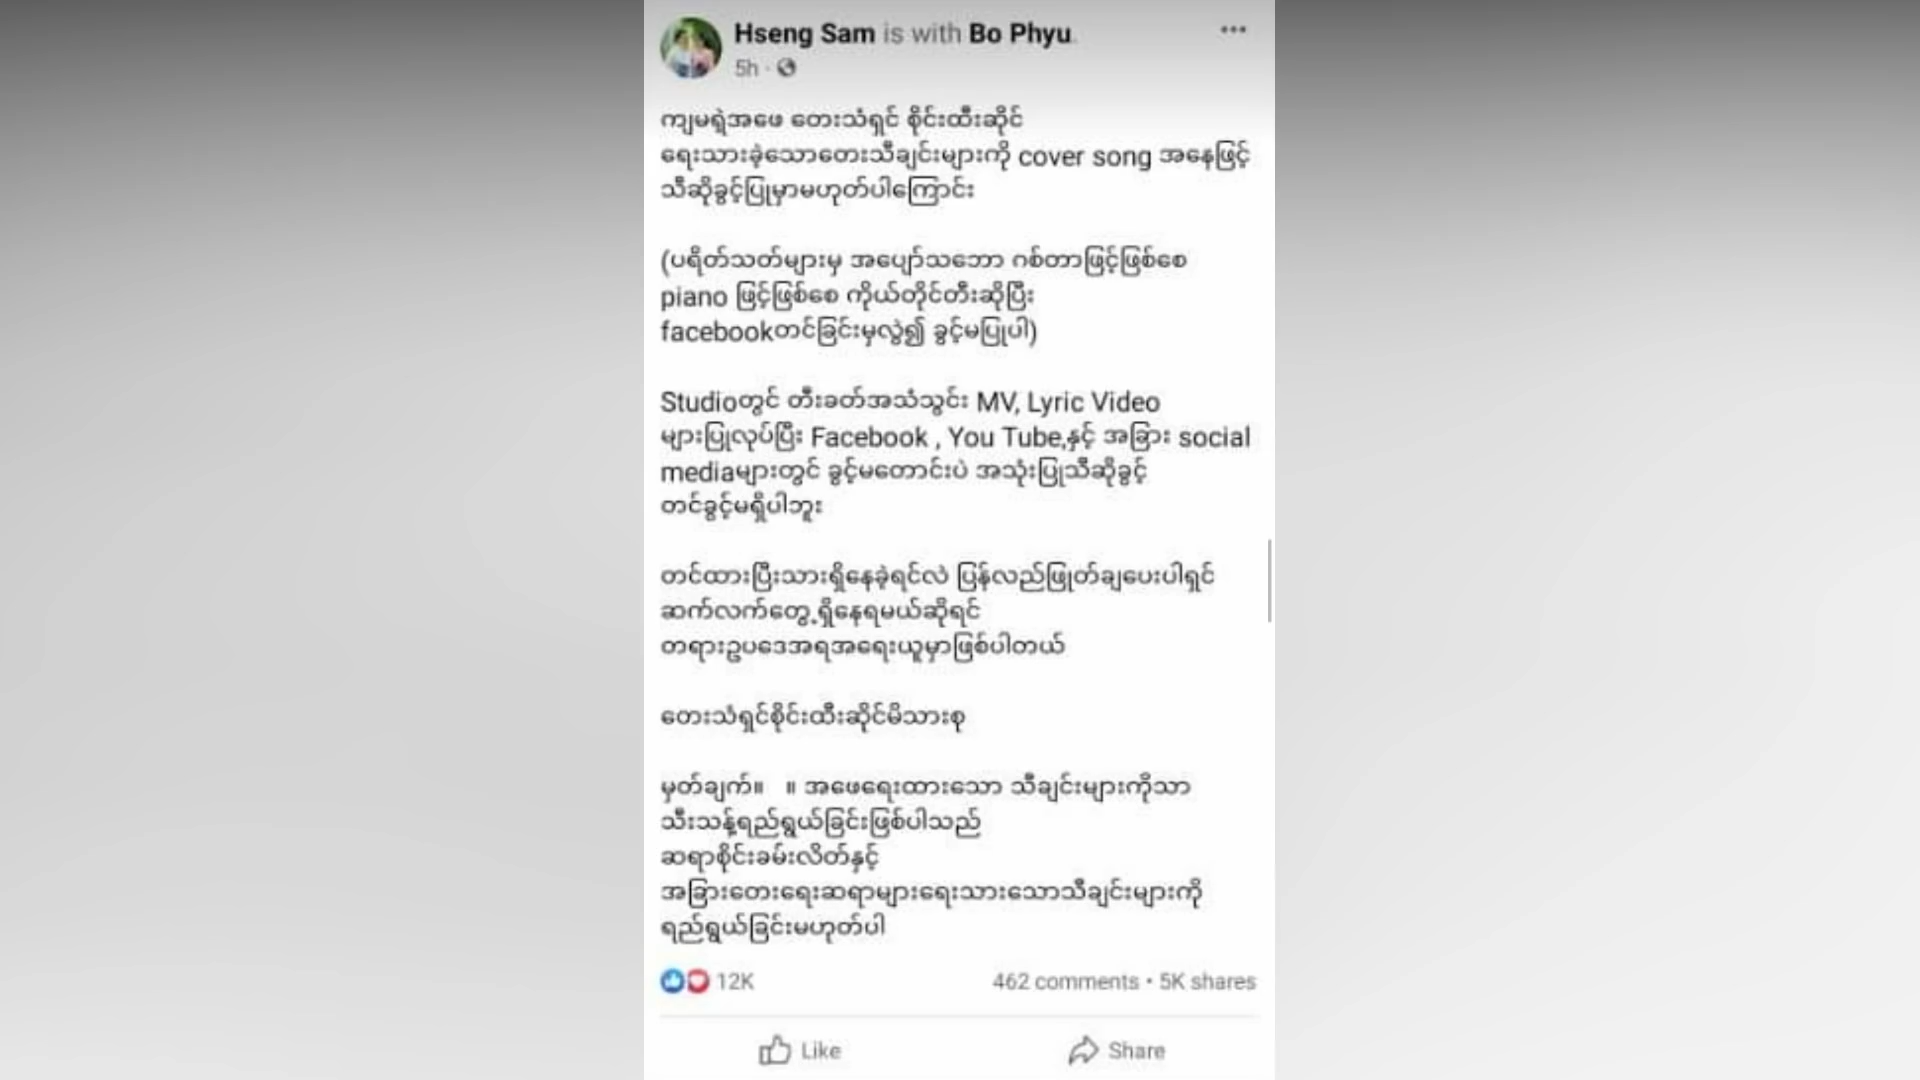 Hseng Sam is with Bo Phyu.
5h ·
ကျမရဲ့အဖေ တေးသံရှင် စိုင်းထီးဆိုင်
ရေးသားခဲ့သောတေးသီချင်းများကို cover song အနေဖြင့်
သီဆိုခွင့်ပြုမှာမဟုတ်ပါကြောင်း
(ပရိတ်သတ်များမှ အပျော်သဘော ဂစ်တာဖြင့်ဖြစ်စေ
piano ဖြင့်ဖြစ်စေ ကိုယ်တိုင်တီးဆိုပြီး
facebookတင်ခြင်းမှလွဲ၍ ခွင့်မပြုပါ)
Studioတွင် တီးခတ်အသံသွင်း MV, Lyric Video
များပြုလုပ်ပြီး Facebook , You Tube,နှင့် အခြား social
mediaများတွင် ခွင့်မတောင်းပဲ အသုံးပြုသီဆိုခွင့်
တင်ခွင့်မရှိပါဘူး
တင်ထားပြီးသားရှိနေခဲ့ရင်လဲ ပြန်လည်ဖြုတ်ချပေးပါရှင်
ဆက်လက်တွေ့ရှိနေရမယ်ဆိုရင်
တရားဥပဒေအရအရေးယူမှာဖြစ်ပါတယ်
တေးသံရှင်စိုင်းထီးဆိုင်မိသားစု
မှတ်ချက်။ ။ အဖေရေးထားသော သီချင်းများကိုသာ
သီးသန့်ရည်ရွယ်ခြင်းဖြစ်ပါသည်
ဆရာစိုင်းခမ်းလိတ်နှင့်
အခြားတေးရေးဆရာများရေးသားသောသီချင်းများကို
ရည်ရွယ်ခြင်းမဟုတ်ပါ
12K 462 comments • 5K shares
Like Share